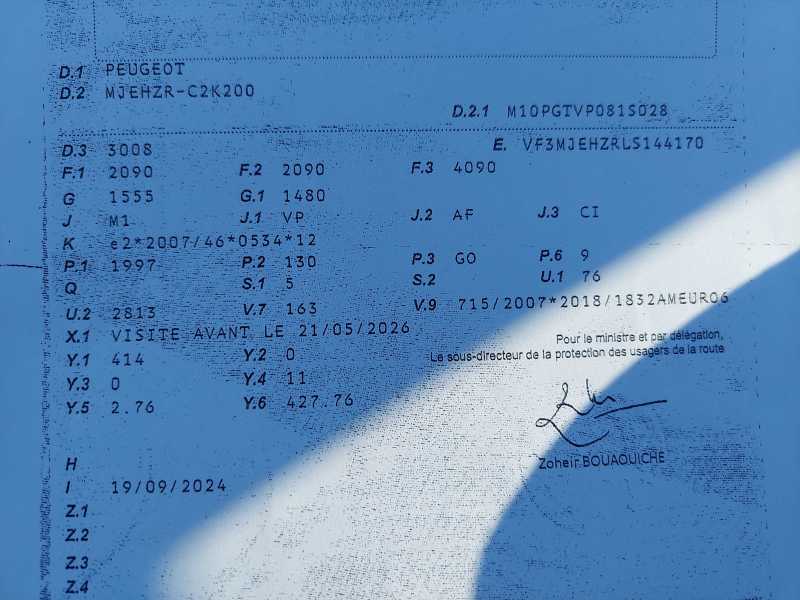 D.1 PEUGEOT
D.2 MJEHZR-C2K200
D.2.1 M10PGTVP081S028
D.3 3008 E. VF3MJEHZRLS144170
F.1 2090 F.2 2090 F.3 4090
G 1555 G.1 1480
J M1 J.1 VP J.2 AF J.3 CI
K e2*2007/46*0534*12
P.1 1997 P.2 130 P.3 GO P.6 9
Q S.1 5 S.2 U.1 76
U.2 2813 V.7 163 V.9 715/2007*2018/1832AMEURO6
X.1 VISITE AVANT LE 21/05/2026
Pour le ministre et par délégation,
Y.1 414 Y.2 0 Le sous-directeur de la protection des usagers de la route
Y.3 0 Y.4 11
Y.5 2.76 Y.6 427.76
Zoheir BOUAOUICHE
H
I 19/09/2024
Z.1
Z.2
Z.3
Z.4